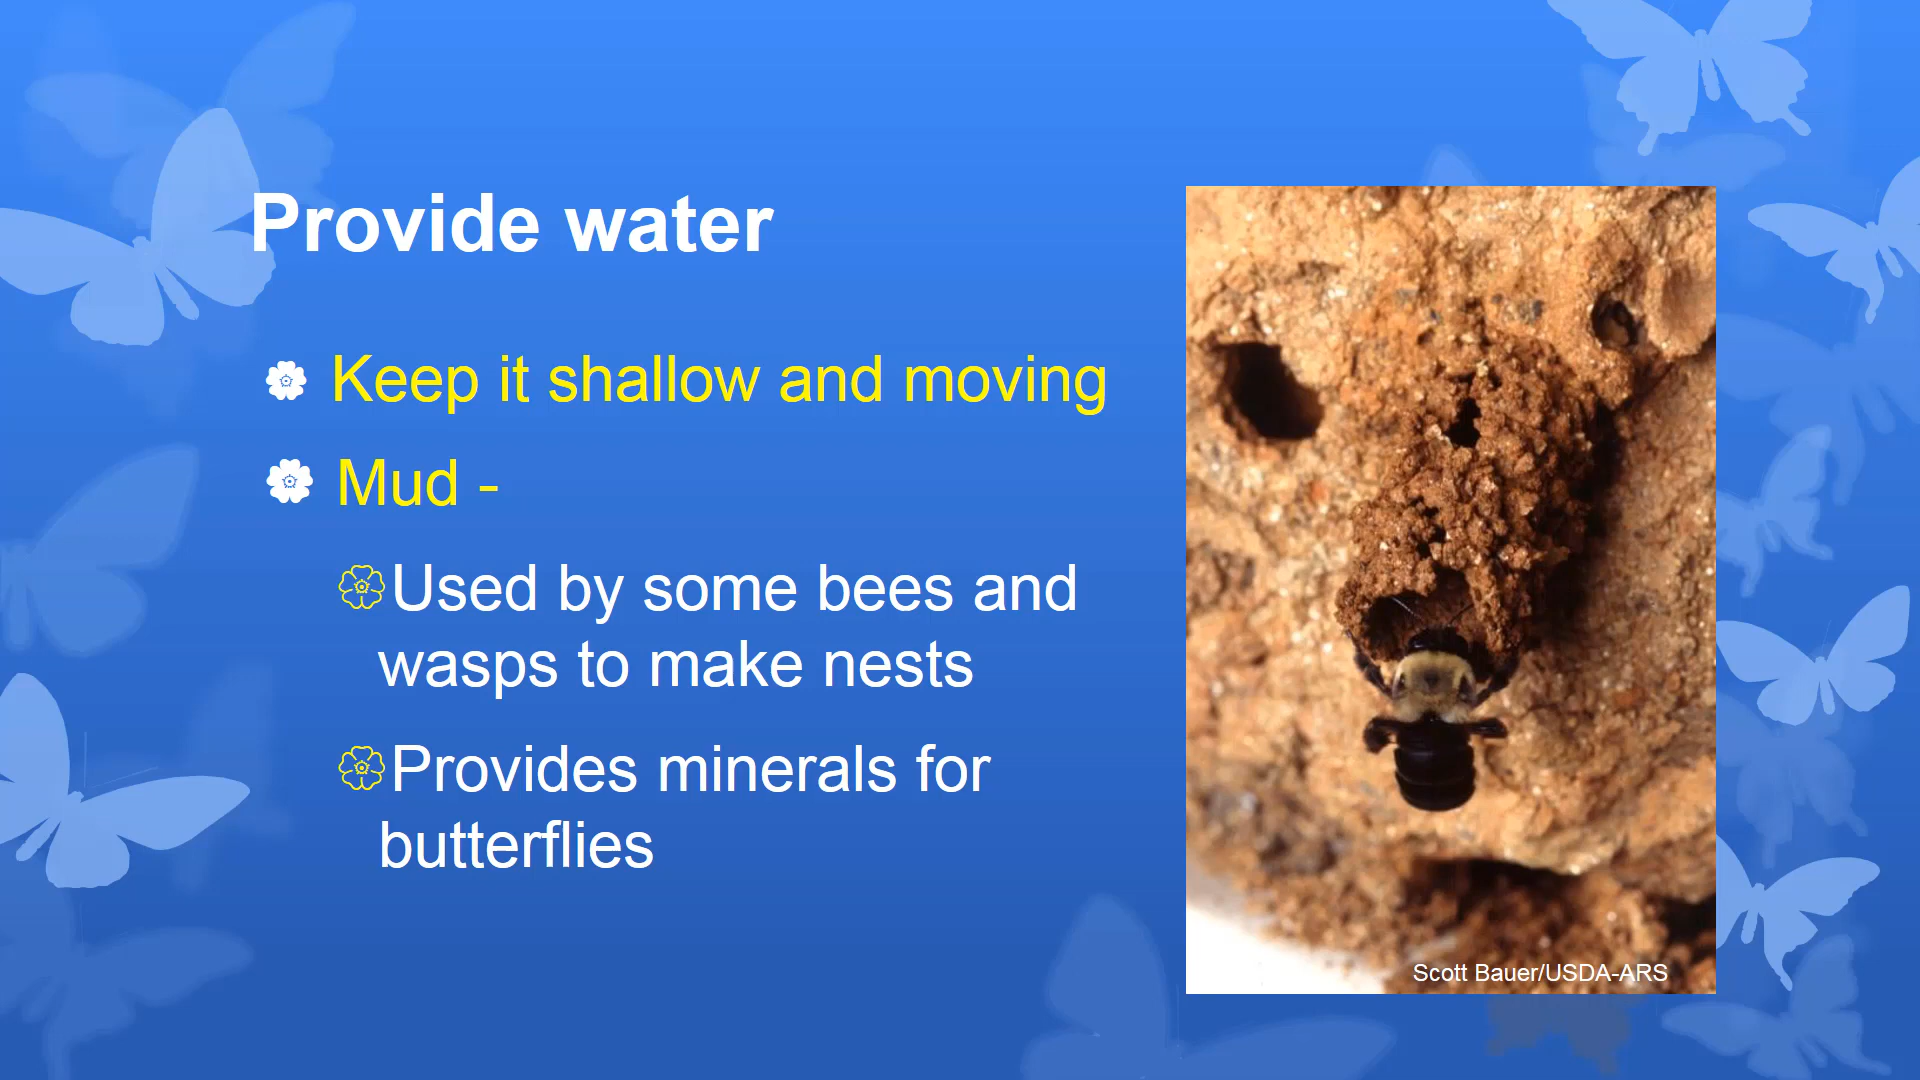 Provide water
Keep it shallow and moving
Mud -
Used by some bees and
wasps to make nests
Provides minerals for
butterflies
Scott Bauer/USDA-ARS